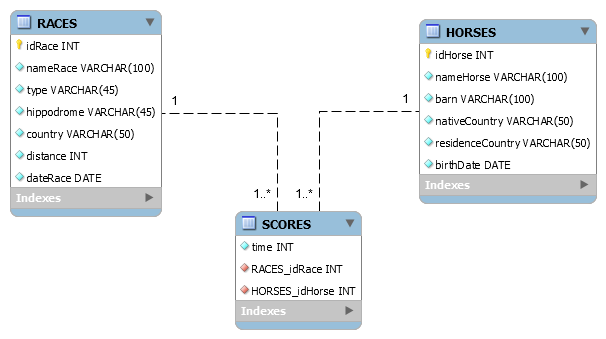 RACES
idRace INT
nameRace VARCHAR(100)
type VARCHAR(45)
hippodrome VARCHAR(45)
country VARCHAR(50)
distance INT
dateRace DATE
Indexes
HORSES
idHorse INT
nameHorse VARCHAR(100)
barn VARCHAR(100)
nativeCountry VARCHAR(50)
residenceCountry VARCHAR(50)
birthDate DATE
Indexes
1
1
1..*
1..*
SCORES
time INT
RACES_idRace INT
HORSES_idHorse INT
Indexes